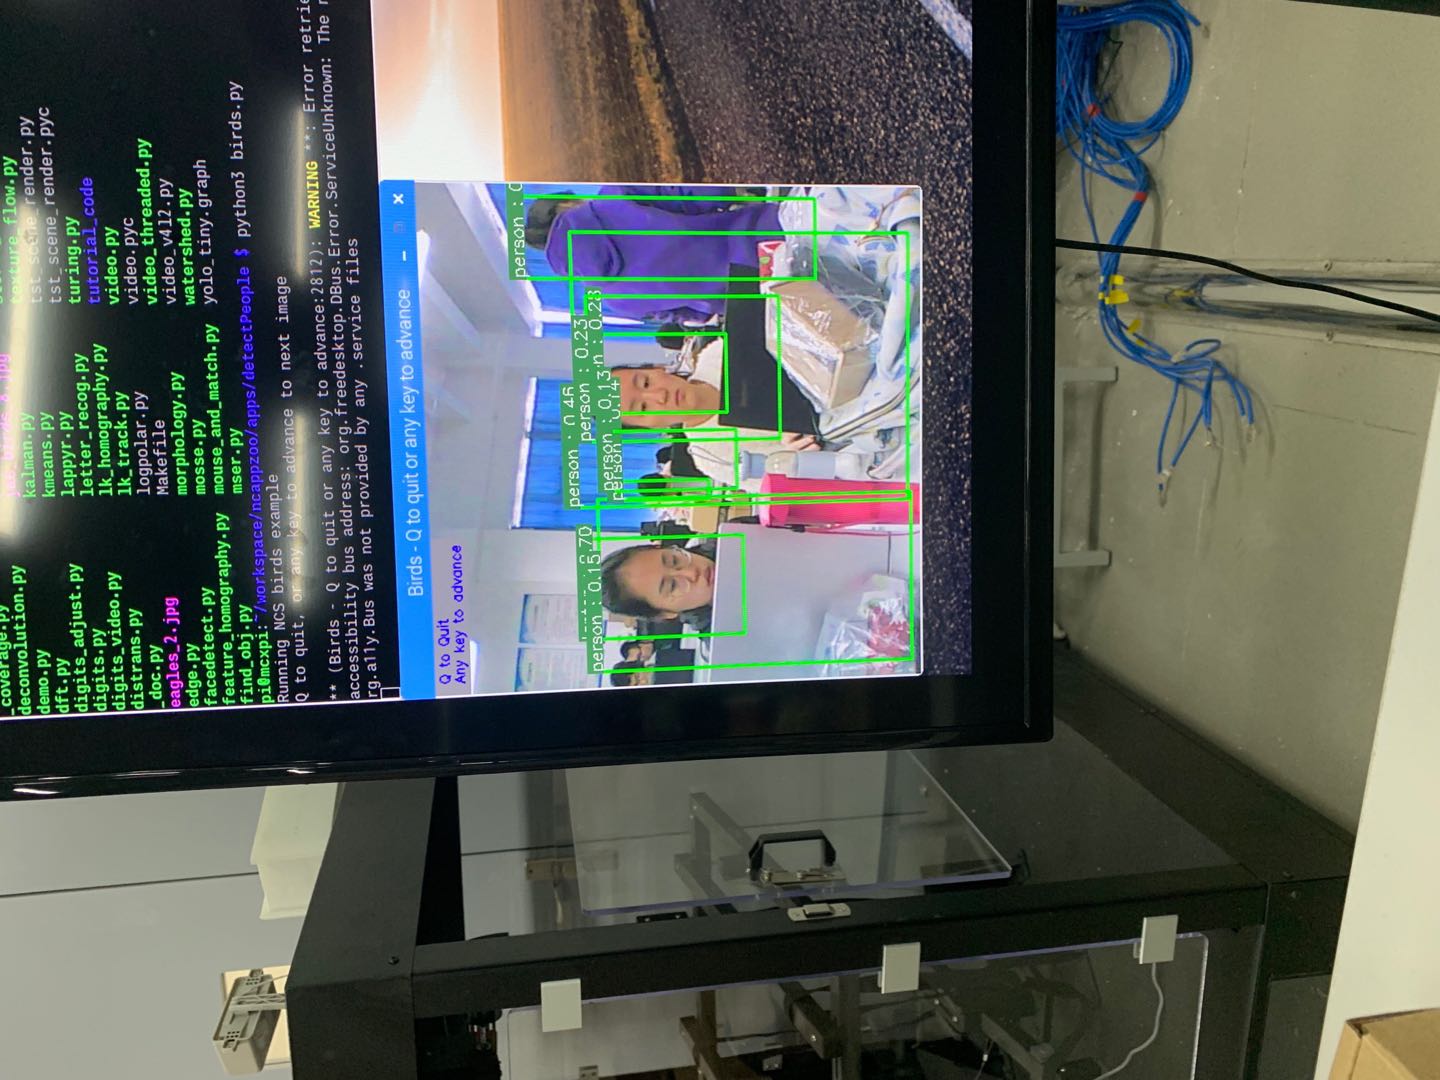 _coverage.py
deconvolution.py
demo.py
dft.py
digits_adjust.py
digits.py
digits_video.py
distrans.py
_doc.py
eagles_2.jpg
edge.py
facedetect.py
feature_homography.py
find_obj.py
kalman.py
kmeans.py
lappyr.py
letter_recog.py
lk_homography.py
lk_track.py
logpolar.py
Makefile
morphology.py
mosse.py
mouse_and_match.py
mser.py
texture_flow.py
tst_scene_render.py
tst_scene_render.pyc
turing.py
tutorial_code
video.py
video.pyc
video_threaded.py
video_v4l2.py
watershed.py
yolo_tiny.graph
pi@mcxpi:~/workspace/ncappzoo/apps/detectPeople $ python3 birds.py
Running NCS birds example
Q to quit, or any key to advance to next image
** (Birds - Q to quit or any key to advance:2812): WARNING **: Error retrie
accessibility bus address: org.freedesktop.DBus.Error.ServiceUnknown: The n
rg.a11y.Bus was not provided by any .service files
Birds - Q to quit or any key to advance
Q to Quit
Any key to advance
person : 0
person : 0.46
person : 0.23
0.70
person : 0.15
person : 0.13
n : 0.28
person : 0.14